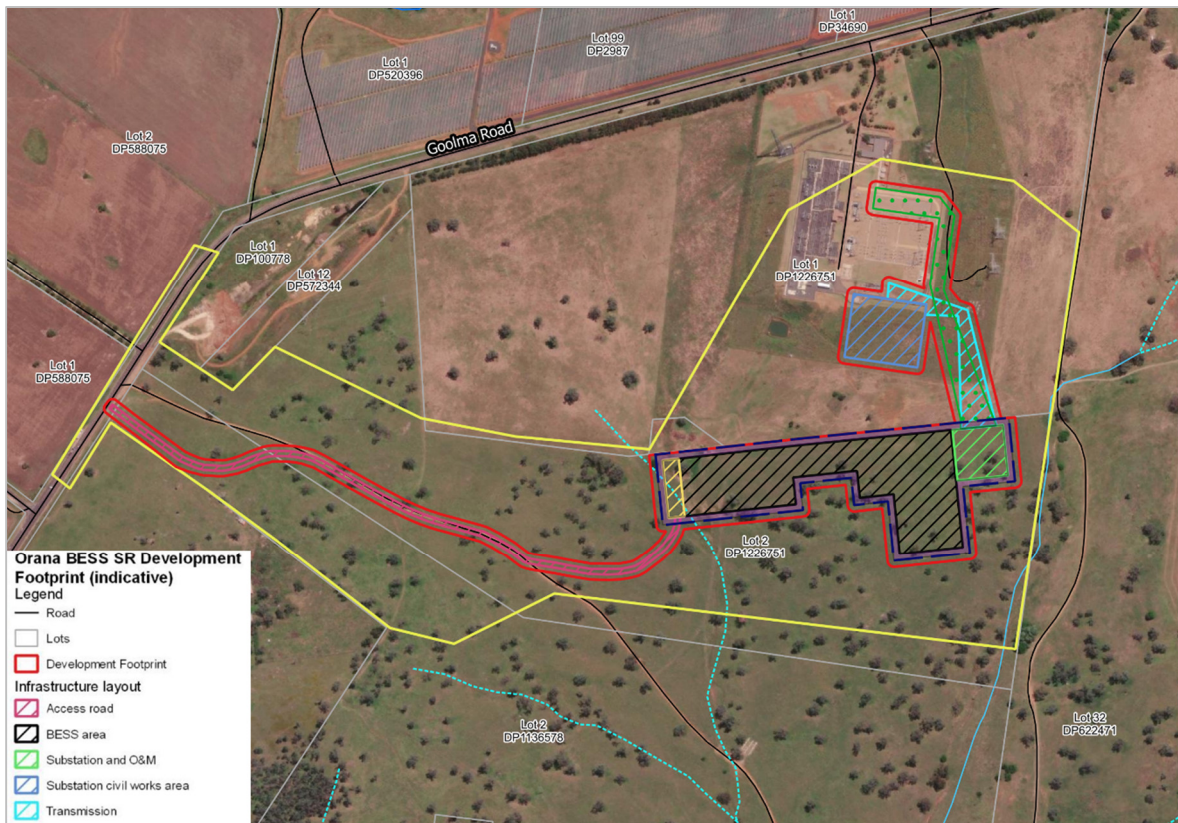 Lot 1
DP34690
Lot 99
DP2987
Lot 1
DP520396
Goolma Road
Lot 2
DP588075
Lot 1
DP100778
Lot 12
DP572344
Lot 1
DP1226751
Lot 1
DP588075
Lot 2
DP1226751
Lot 2
DP1136578
Lot 32
DP622471
Orana BESS SR Development
Footprint (indicative)
Legend
Road
Lots
Development Footprint
Infrastructure layout
Access road
BESS area
Substation and O&M
Substation civil works area
Transmission